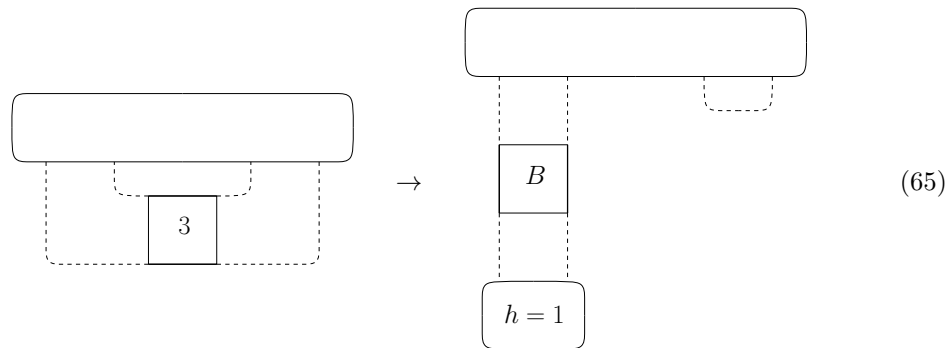 3
→
B
h = 1
(65)